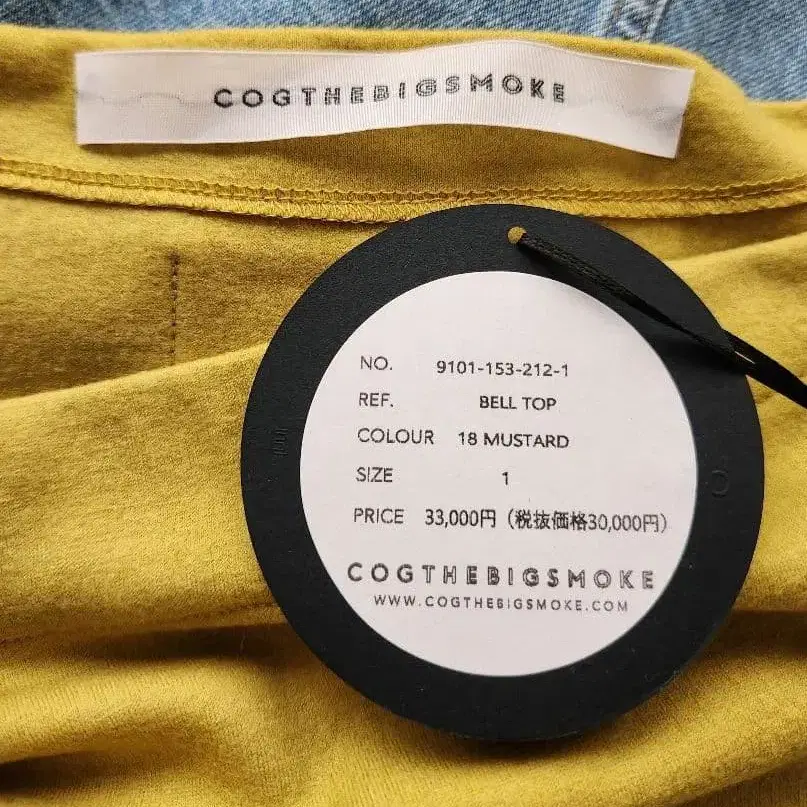 COGTHEBIGSMOKE
NO. 9101-153-212-1
REF. BELL TOP
COLOUR 18 MUSTARD
SIZE 1
PRICE 33,000円（税抜価格30,000円）
COGTHEBIGSMOKE
WWW.COGTHEBIGSMOKE.COM